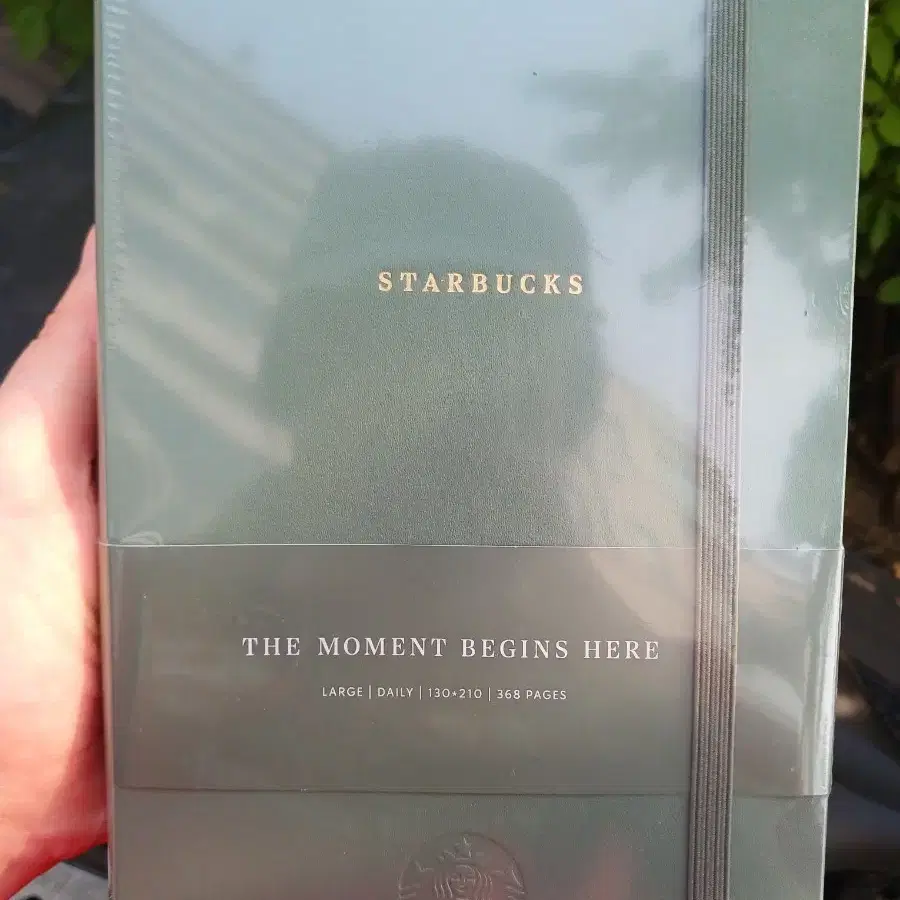 STARBUCKS
THE MOMENT BEGINS HERE
LARGE | DAILY | 130*210 | 368 PAGES